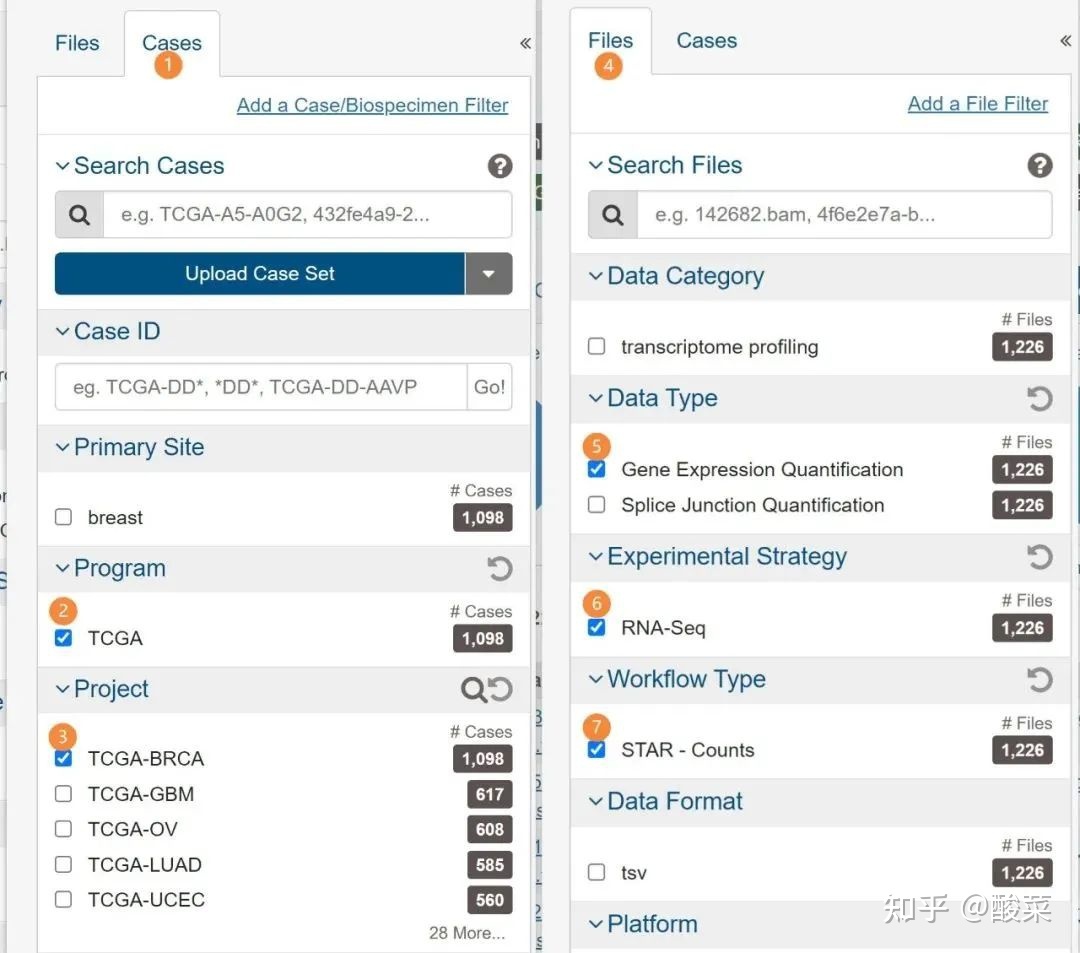 Files
Cases
1
«
Add a Case/Biospecimen Filter
Search Cases
?
e.g. TCGA-A5-A0G2, 432fe4a9-2...
Upload Case Set
Case ID
eg. TCGA-DD*, *DD*, TCGA-DD-AAVP
Go!
Primary Site
# Cases
breast 1,098
Program
2
# Cases
TCGA 1,098
Project
3
# Cases
TCGA-BRCA 1,098
TCGA-GBM 617
TCGA-OV 608
TCGA-LUAD 585
TCGA-UCEC 560
28 More...
Files
Cases
4
«
Add a File Filter
Search Files
?
e.g. 142682.bam, 4f6e2e7a-b...
Data Category
# Files
transcriptome profiling 1,226
Data Type
5
# Files
Gene Expression Quantification 1,226
Splice Junction Quantification 1,226
Experimental Strategy
6
# Files
RNA-Seq 1,226
Workflow Type
7
# Files
STAR - Counts 1,226
Data Format
# Files
tsv 1,226
Platform
知乎 @酸菜